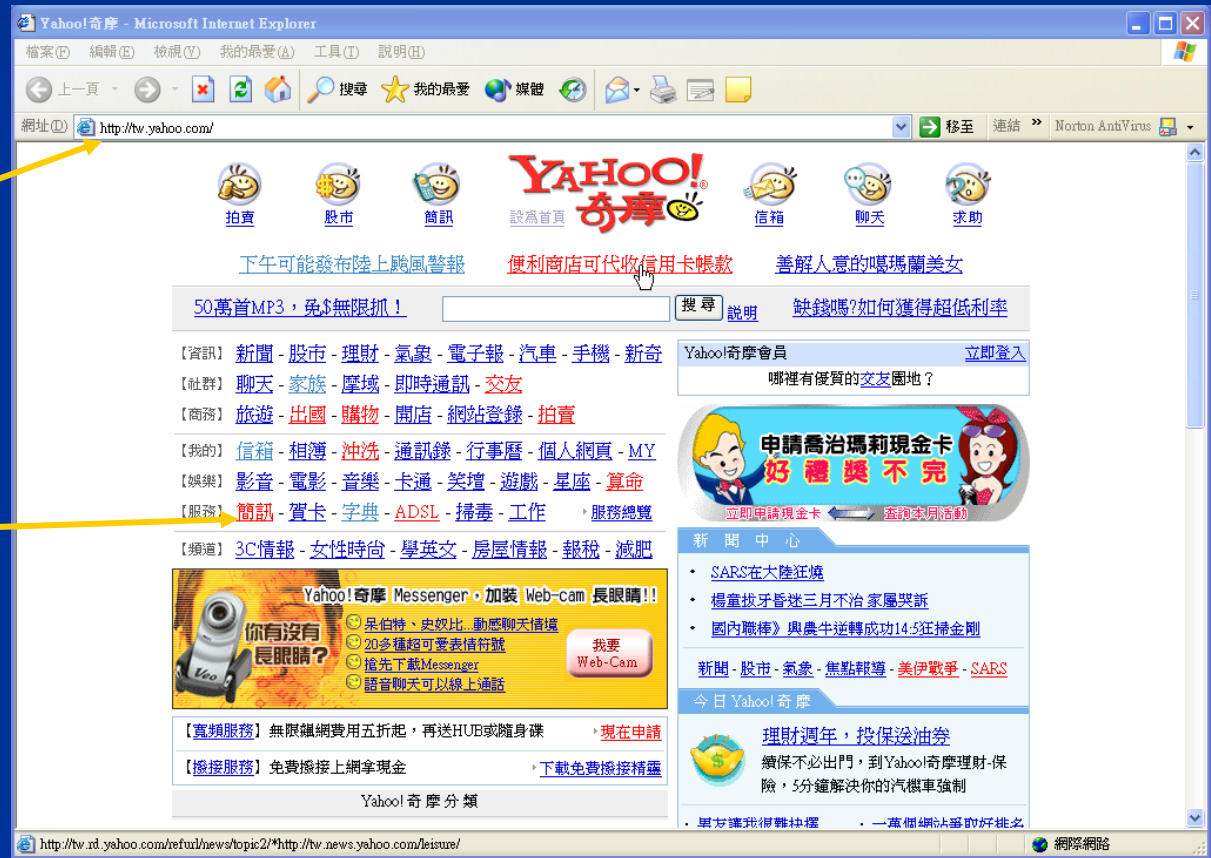 Yahoo!奇摩 - Microsoft Internet Explorer
檔案(F) 編輯(E) 檢視(V) 我的最愛(A) 工具(T) 說明(H)
上一頁 搜尋 我的最愛 媒體
網址(D) http://tw.yahoo.com/ 移至 連結 » Norton AntiVirus
YAHOO!
奇摩
拍賣 股市 簡訊 設為首頁 信箱 聊天 求助
下午可能發布陸上颱風警報 便利商店可代收信用卡帳款 善解人意的噶瑪蘭美女
50萬首MP3，免$無限抓！ 搜尋 說明 缺錢嗎?如何獲得超低利率
【資訊】 新聞 - 股市 - 理財 - 氣象 - 電子報 - 汽車 - 手機 - 新奇
【社群】 聊天 - 家族 - 摩域 - 即時通訊 - 交友
【商務】 旅遊 - 出國 - 購物 - 開店 - 網站登錄 - 拍賣
【我的】 信箱 - 相簿 - 沖洗 - 通訊錄 - 行事曆 - 個人網頁 - MY
【娛樂】 影音 - 電影 - 音樂 - 卡通 - 笑壇 - 遊戲 - 星座 - 算命
【服務】 簡訊 - 賀卡 - 字典 - ADSL - 掃毒 - 工作 服務總覽
【頻道】 3C情報 - 女性時尚 - 學英文 - 房屋情報 - 報稅 - 減肥
Yahoo!奇摩 Messenger，加裝 Web-cam 長眼睛!!
你有沒有
長眼睛?
Veo
呆伯特、史奴比...動感聊天情境
20多種超可愛表情符號
搶先下載Messenger
語音聊天可以線上通話
我要
Web-Cam
【寬頻服務】無限飆網費用五折起，再送HUB或隨身碟 現在申請
【撥接服務】免費撥接上網拿現金 下載免費撥接精靈
Yahoo!奇摩分類
Yahoo!奇摩會員 立即登入
哪裡有優質的交友園地？
申請喬治瑪莉現金卡
好禮獎不完
立即申請現金卡 查詢本月活動
新聞中心
• SARS在大陸狂燒
• 楊童拔牙昏迷三月不治 家屬哭訴
• 國內職棒》興農牛逆轉成功14:5狂掃金剛
新聞 - 股市 - 氣象 - 焦點報導 - 美伊戰爭 - SARS
今日Yahoo!奇摩
理財週年，投保送油券
續保不必出門，到Yahoo!奇摩理財-保
險，5分鐘解決你的汽機車強制
• 男友讓我很難抉擇 • 一萬個網站爭取好排名
http://tw.rd.yahoo.com/referurl/news/topic2/*http://tw.news.yahoo.com/leisure/ 網際網路